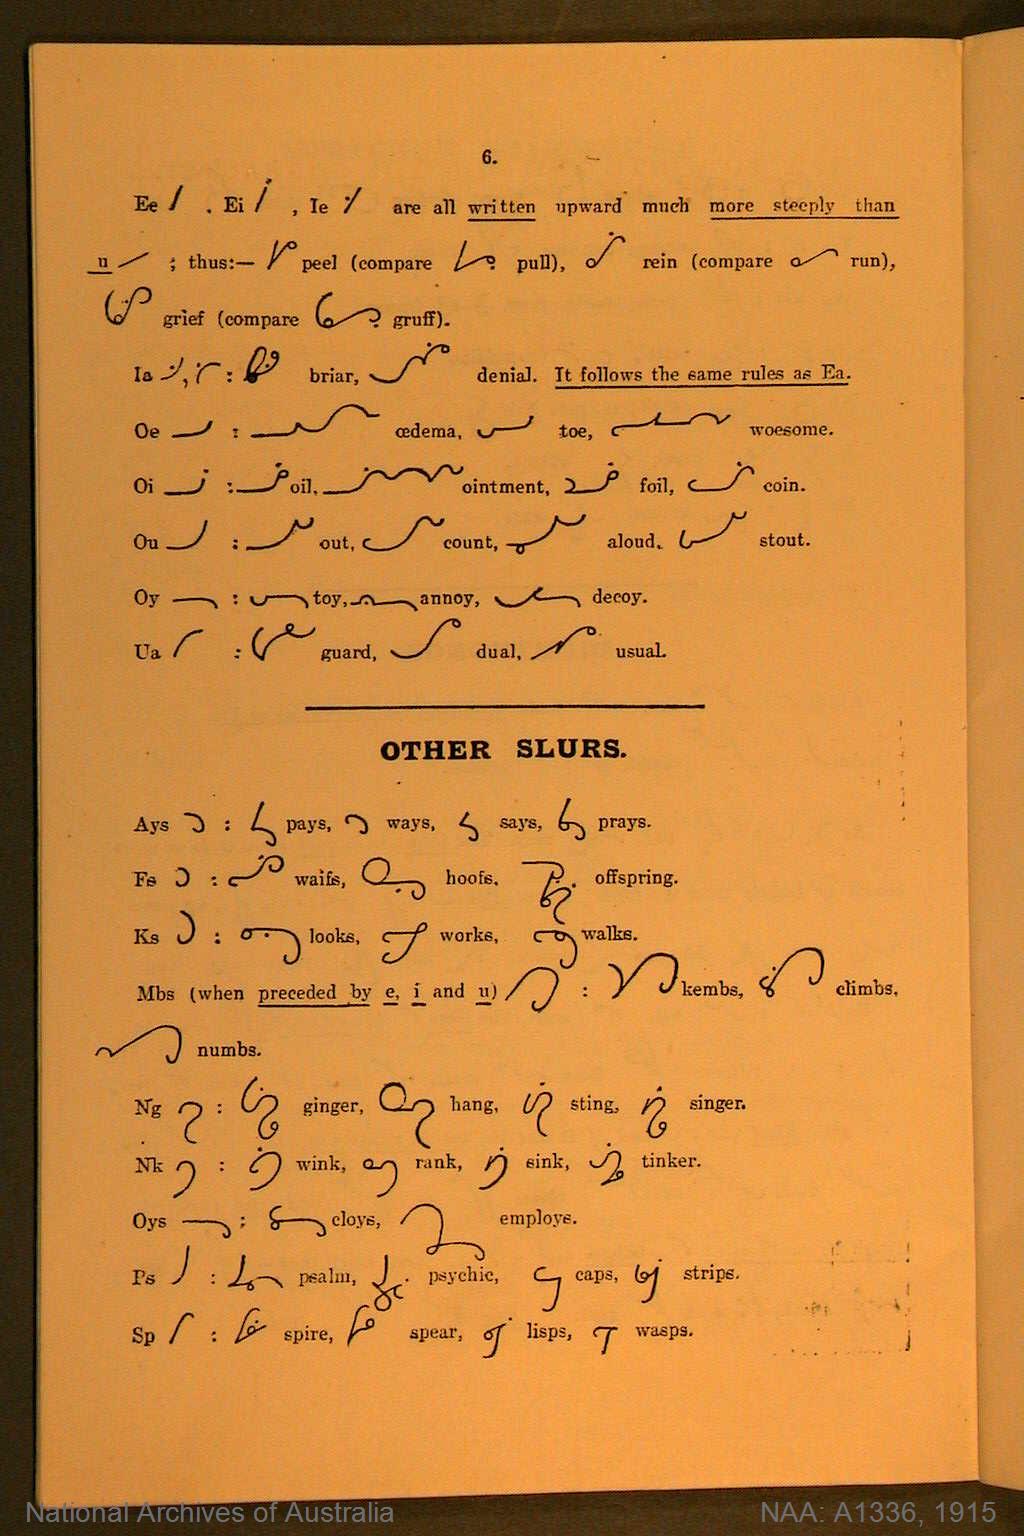 6.
Ee , Ei , Ie are all written upward much more steeply than
u ; thus:— peel (compare pull), rein (compare run),
grief (compare gruff).
Ia , : briar, denial. It follows the same rules as Ea.
Oe : œdema, toe, woesome.
Oi : oil, ointment, foil, coin.
Ou : out, count, aloud, stout.
Oy : toy, annoy, decoy.
Ua : guard, dual, usual.
OTHER SLURS.
Ays : pays, ways, says, prays.
Fs : waifs, hoofs, offspring.
Ks : looks, works, walks.
Mbs (when preceded by e, i and u) : kembs, climbs,
numbs.
Ng : ginger, hang, sting, singer.
Nk : wink, rank, sink, tinker.
Oys : cloys, employs.
Ps : psalm, psychic, caps, strips.
Sp : spire, spear, lisps, wasps.
National Archives of Australia NAA: A1336, 1915